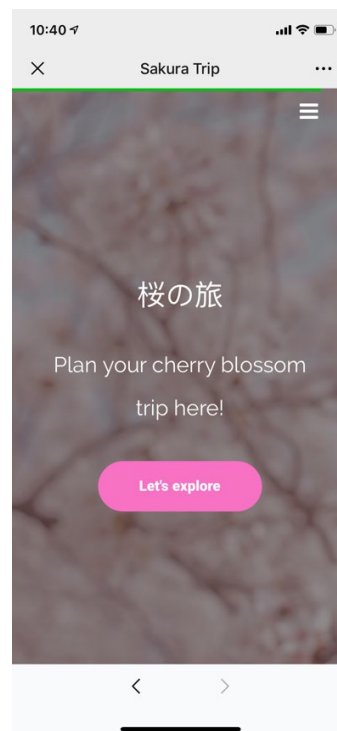 10:40
Sakura Trip
桜の旅
Plan your cherry blossom
trip here!
Let's explore